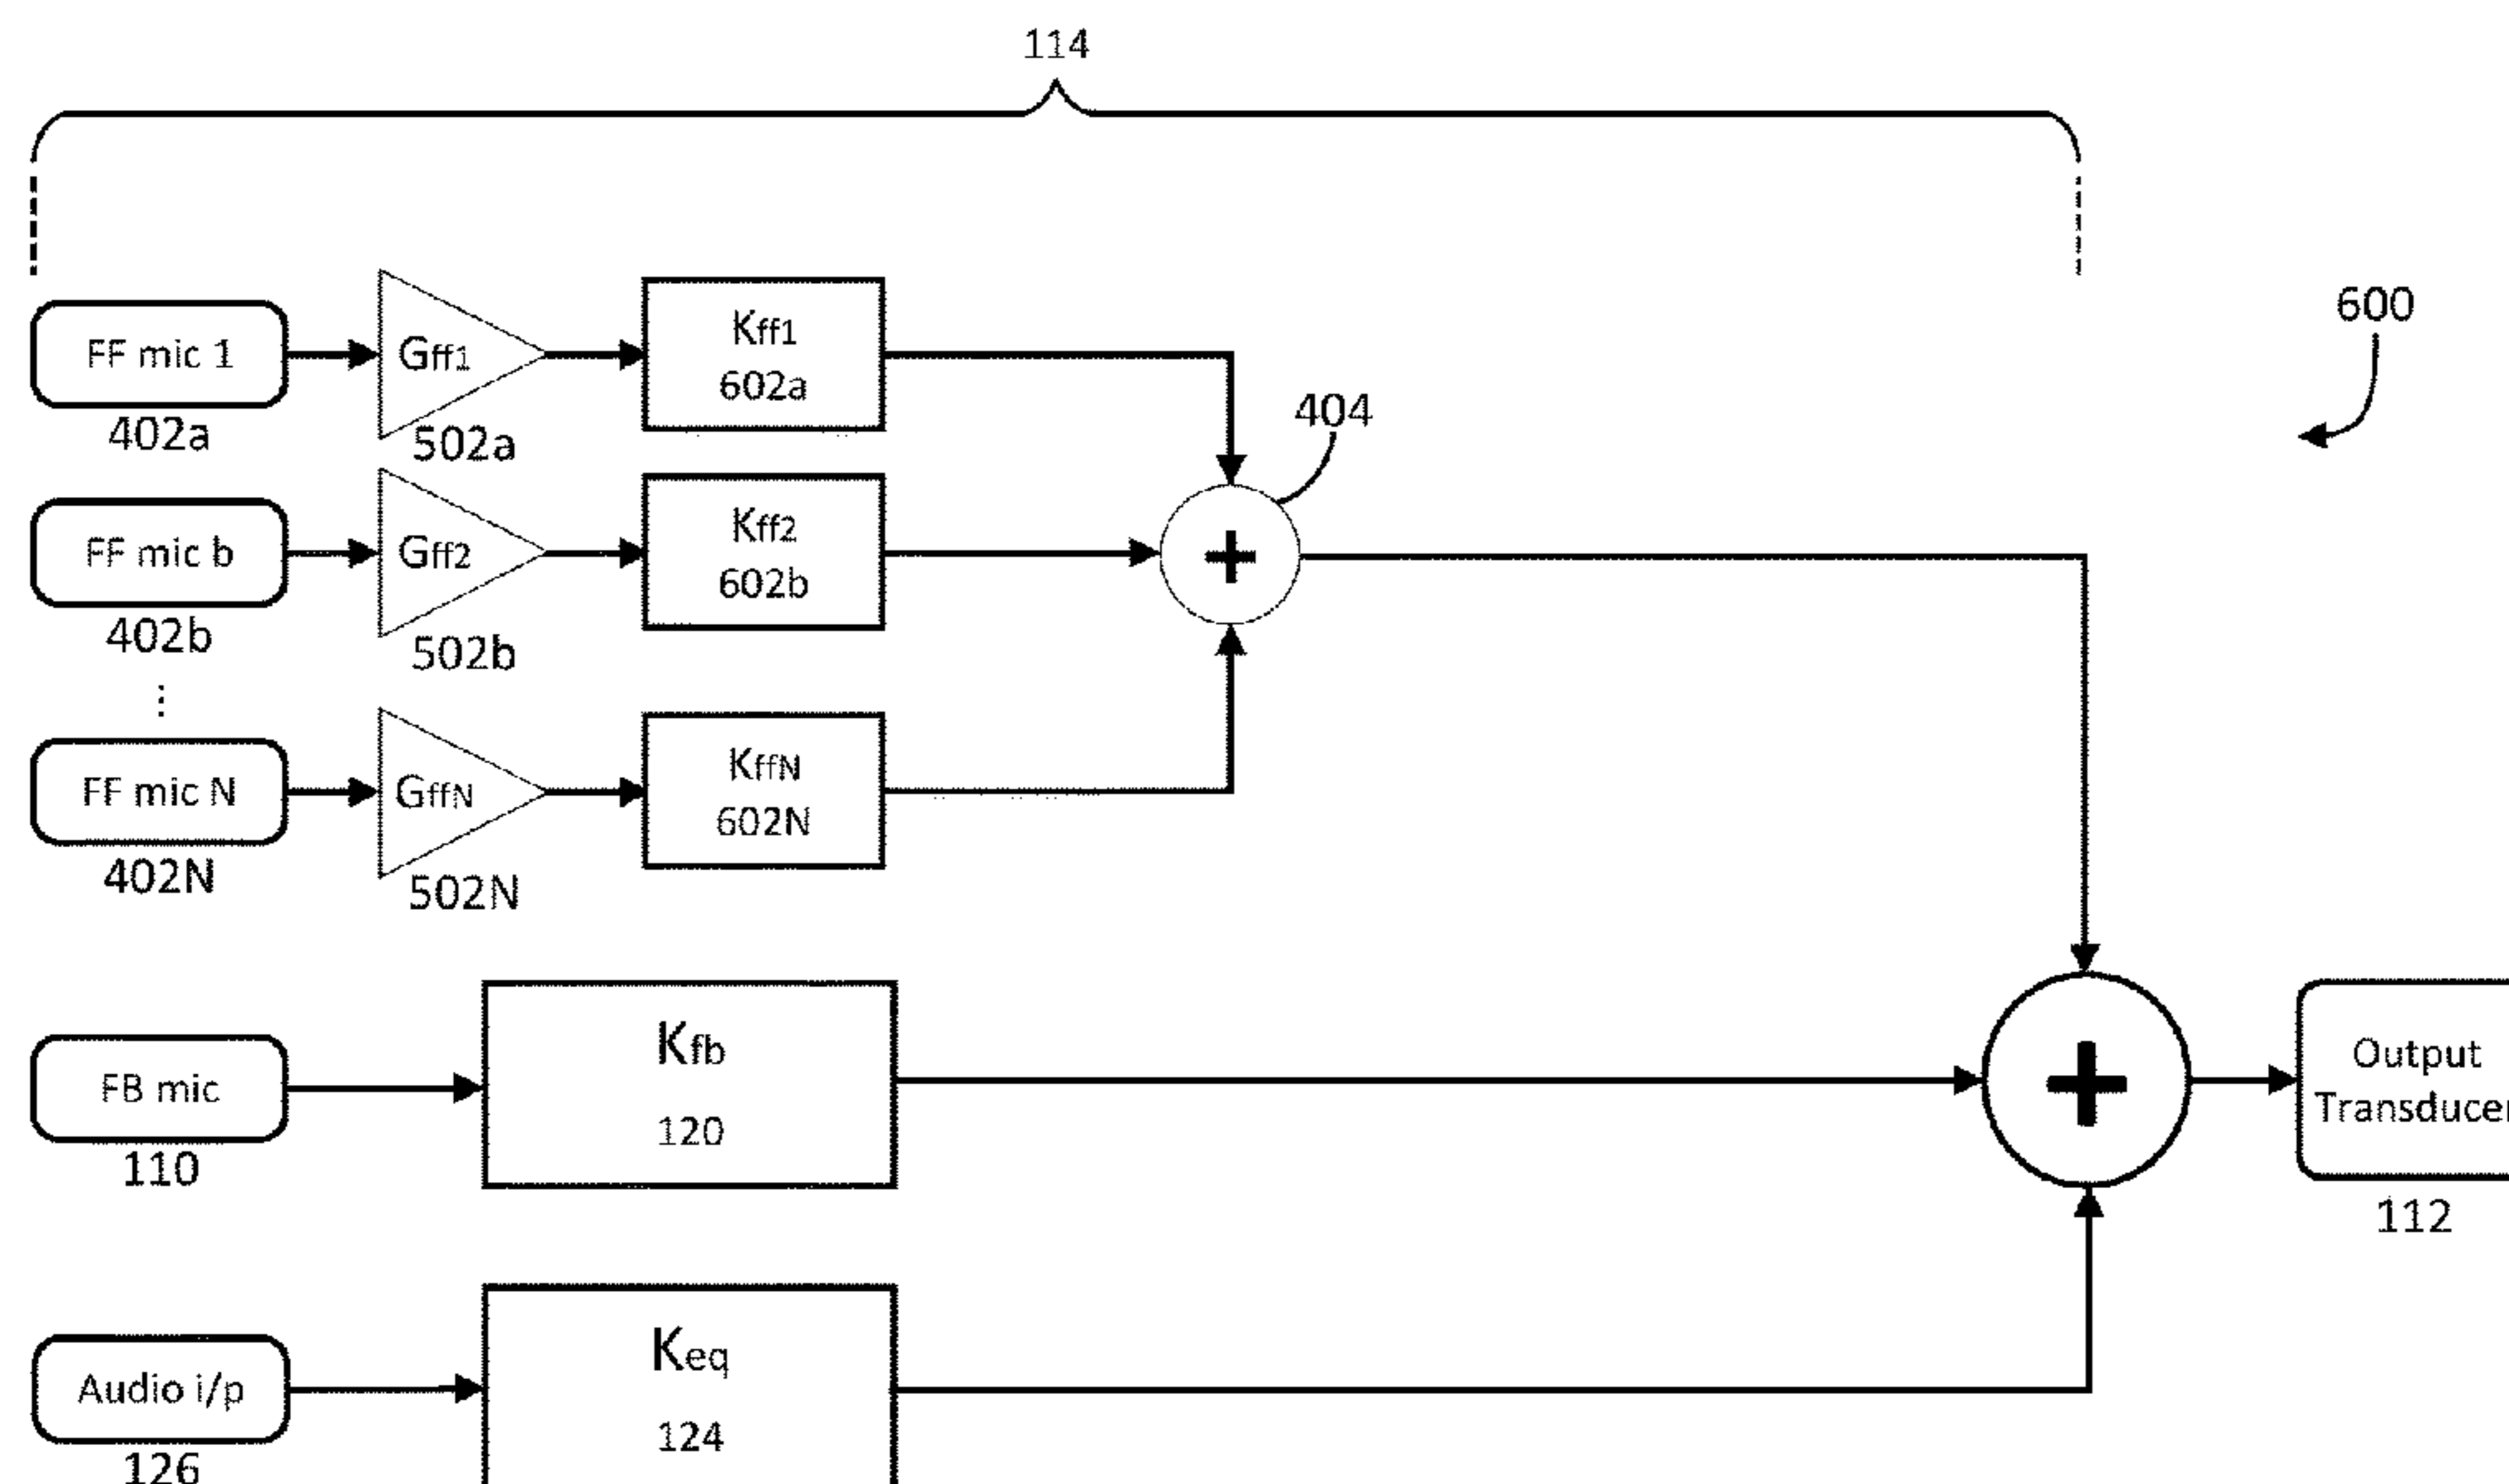 114
600
FF mic 1
Gff1
Kff1
602a
402a
502a
404
FF mic b
Gff2
Kff2
602b
402b
502b
⋮
FF mic N
GffN
KffN
602N
402N
502N
FB mic
Kfb
120
110
+
+
Output
Transducer
112
Audio i/p
Keq
124
126